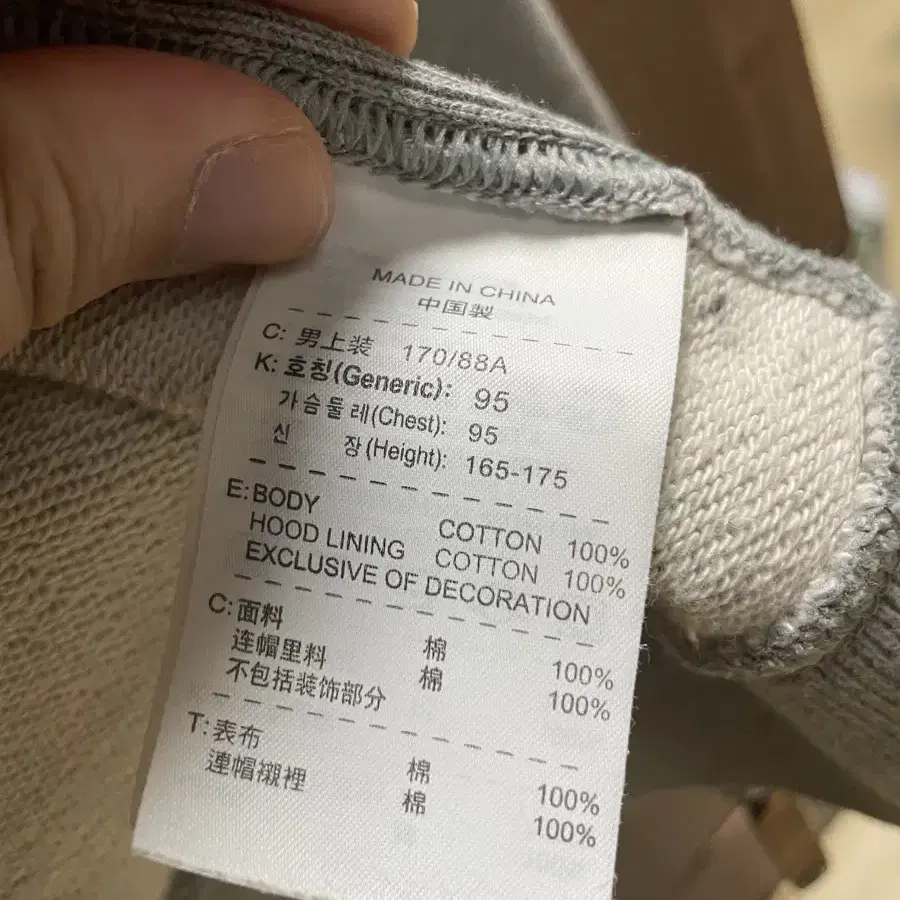 MADE IN CHINA
中国製
C: 男上装 170/88A
K: 호칭(Generic): 95
가슴둘레(Chest): 95
신 장(Height): 165-175
E: BODY COTTON 100%
HOOD LINING COTTON 100%
EXCLUSIVE OF DECORATION
C: 面料 棉 100%
连帽里料 棉 100%
不包括装饰部分
T: 表布 棉 100%
連帽襯裡 棉 100%